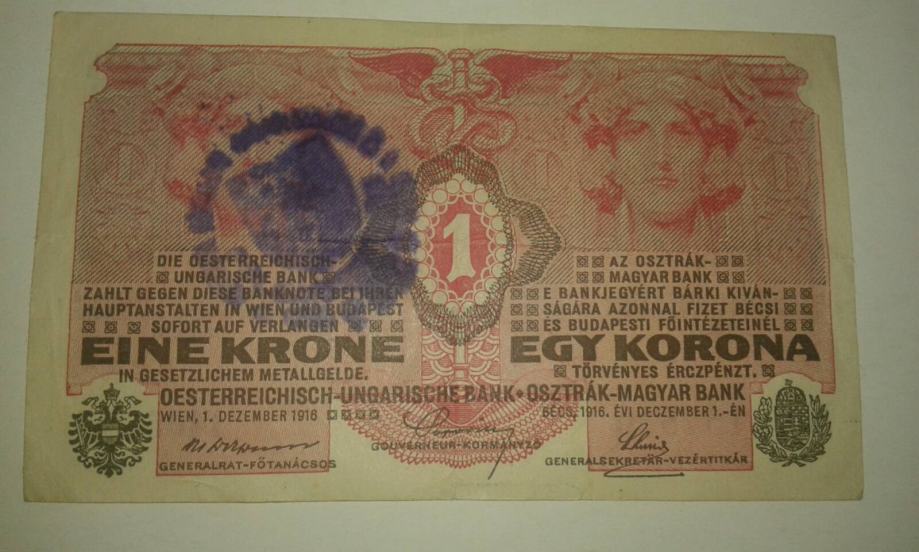 1
DIE OESTERREICHISCH-
UNGARISCHE BANK
ZAHLT GEGEN DIESE BANKNOTE BEI IHREN
HAUPTANSTALTEN IN WIEN UND BUDAPEST
SOFORT AUF VERLANGEN
EINE KRONE
IN GESETZLICHEM METALLGELDE.
AZ OSZTRÁK-
MAGYAR BANK
E BANKJEGYÉRT BÁRKI KIVÁN-
SÁGÁRA AZONNAL FIZET BÉCSI
ÉS BUDAPESTI FŐINTÉZETEINÉL
EGY KORONA
TÖRVÉNYES ÉRCZPÉNZT.
OESTERREICHISCH-UNGARISCHE BANK • OSZTRÁK-MAGYAR BANK
WIEN, 1. DEZEMBER 1916
BÉCS, 1916. ÉVI DECZEMBER 1.-ÉN
GENERALRAT-FŐTANÁCSOS
GOUVERNEUR-KORMÁNYZÓ
GENERALSEKRETÄR-VEZÉRTITKÁR